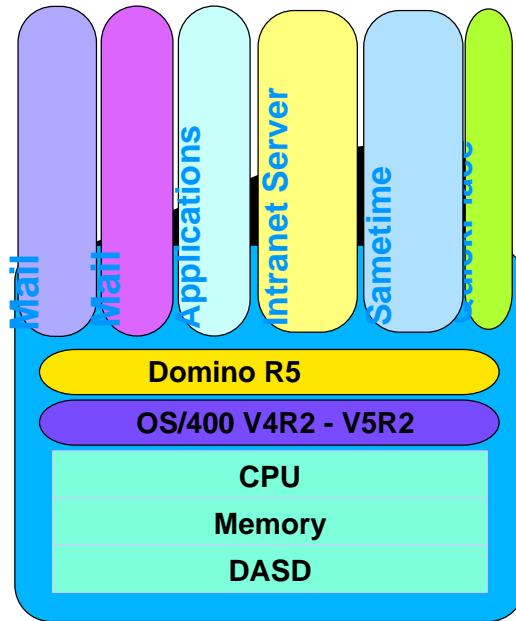 Mail
Mail
Applications
Intranet Server
Sametime
Domino R5
OS/400 V4R2 - V5R2
CPU
Memory
DASD